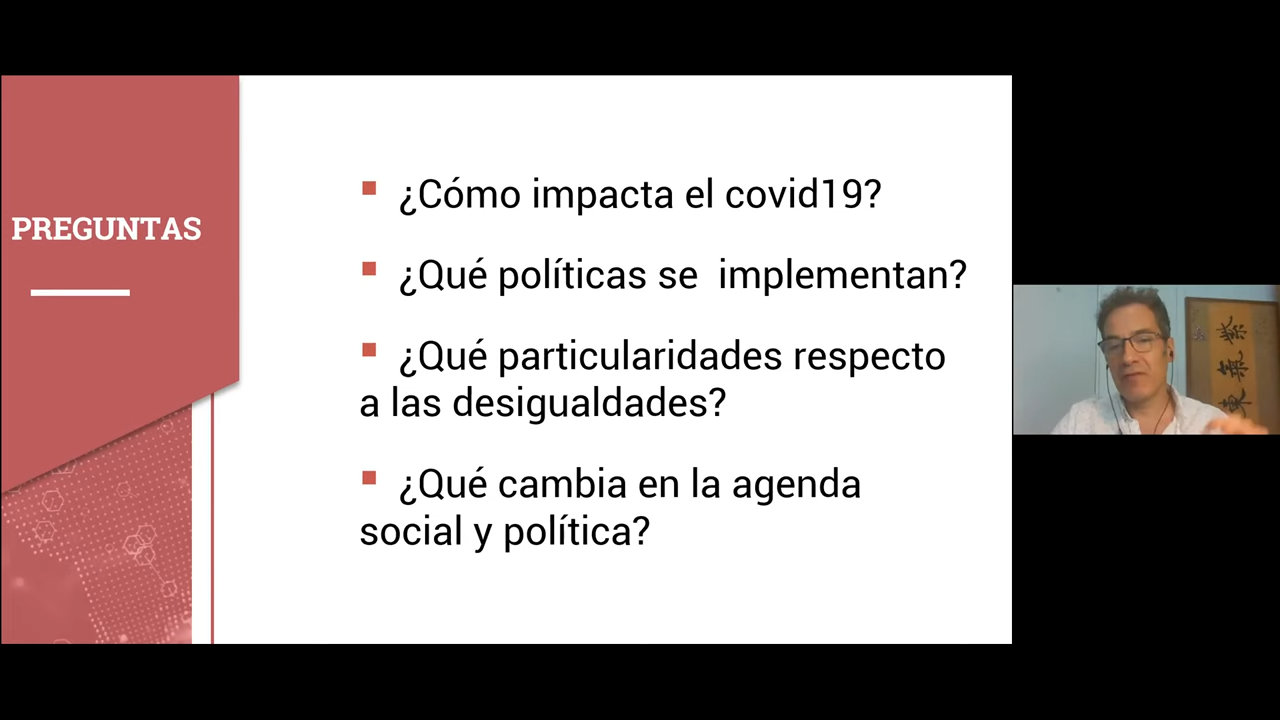 PREGUNTAS
¿Cómo impacta el covid19?
¿Qué políticas se  implementan?
¿Qué particularidades respecto
a las desigualdades?
¿Qué cambia en la agenda
social y política?